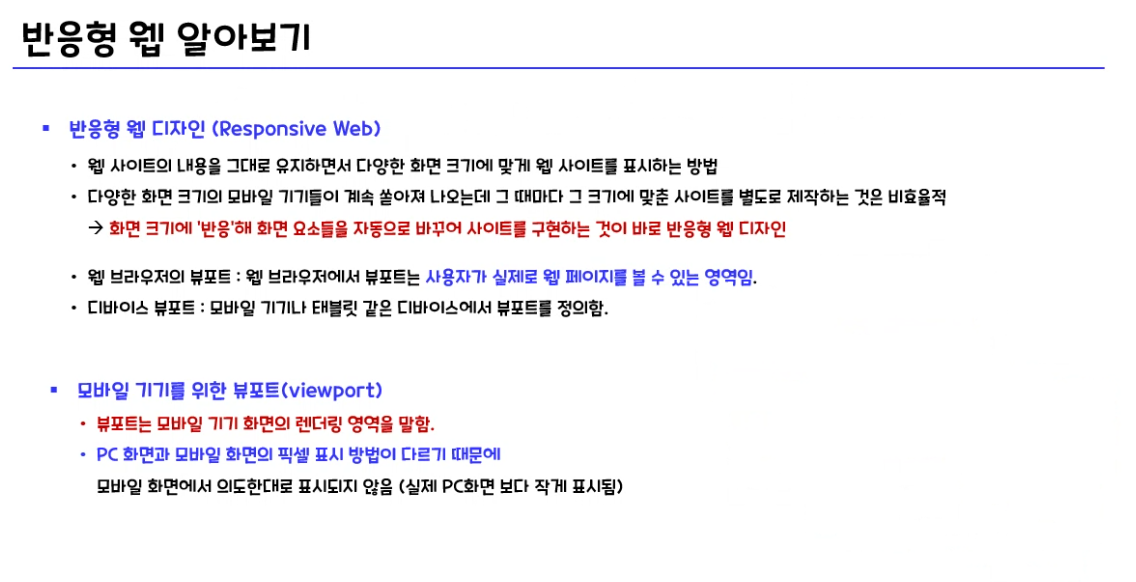 반응형 웹 알아보기
▪ 반응형 웹 디자인 (Responsive Web)
• 웹 사이트의 내용을 그대로 유지하면서 다양한 화면 크기에 맞게 웹 사이트를 표시하는 방법
• 다양한 화면 크기의 모바일 기기들이 계속 쏟아져 나오는데 그 때마다 그 크기에 맞춘 사이트를 별도로 제작하는 것은 비효율적
→ 화면 크기에 '반응'해 화면 요소들을 자동으로 바꾸어 사이트를 구현하는 것이 바로 반응형 웹 디자인
• 웹 브라우저의 뷰포트 : 웹 브라우저에서 뷰포트는 사용자가 실제로 웹 페이지를 볼 수 있는 영역임.
• 디바이스 뷰포트 : 모바일 기기나 태블릿 같은 디바이스에서 뷰포트를 정의함.
▪ 모바일 기기를 위한 뷰포트(viewport)
• 뷰포트는 모바일 기기 화면의 렌더링 영역을 말함.
• PC 화면과 모바일 화면의 픽셀 표시 방법이 다르기 때문에
모바일 화면에서 의도한대로 표시되지 않음 (실제 PC화면 보다 작게 표시됨)